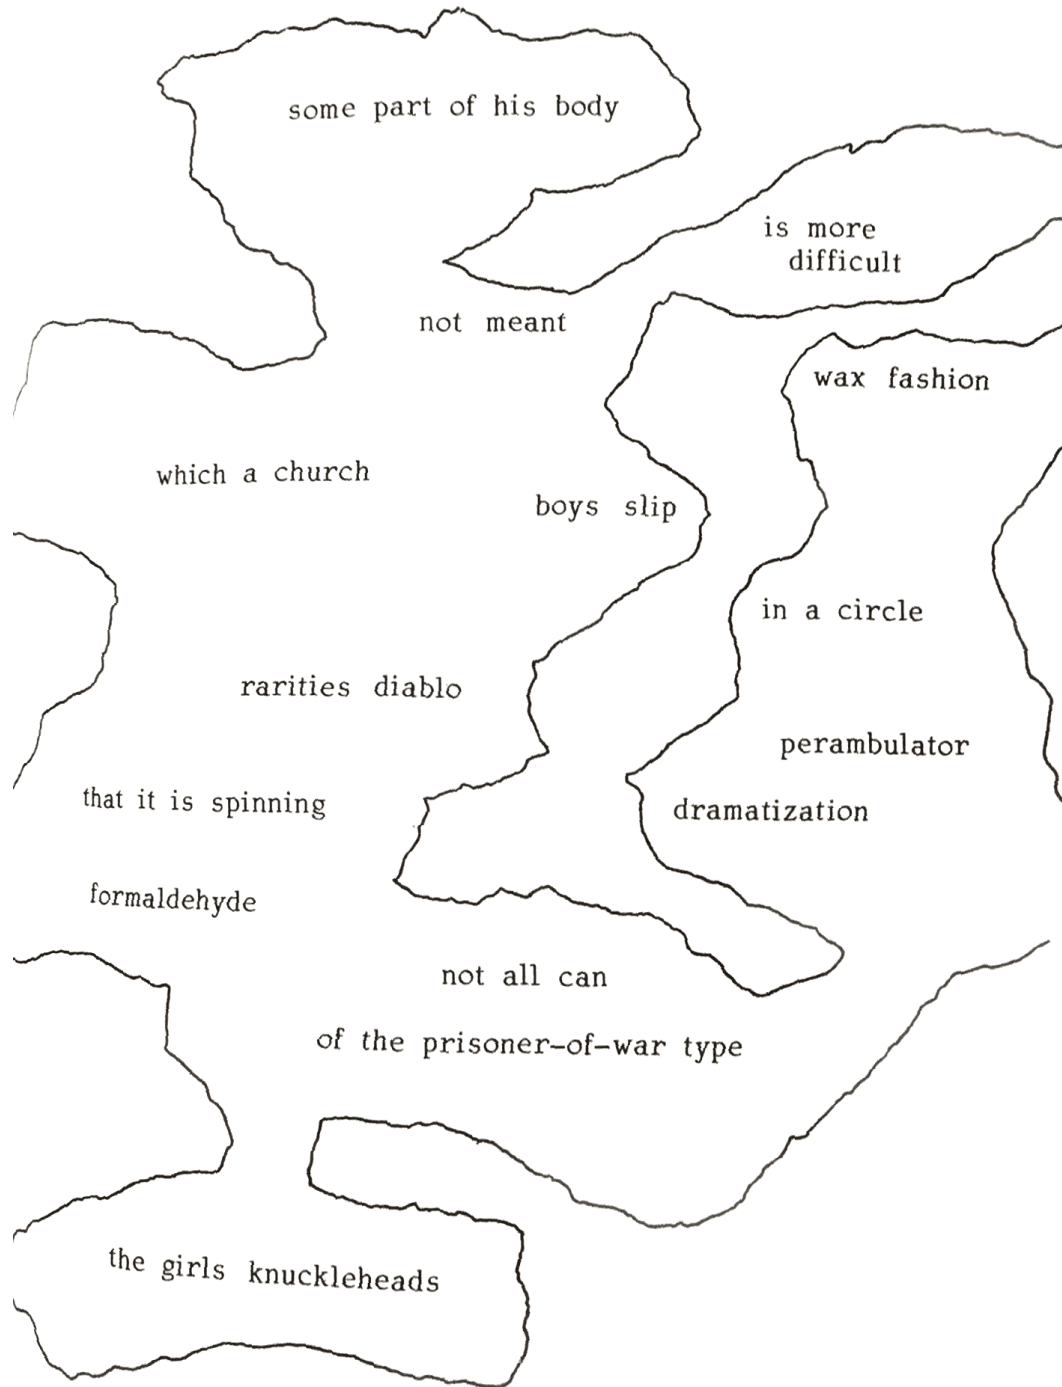 some part of his body
is more
difficult
not meant
wax fashion
which a church
boys slip
in a circle
rarities diablo
perambulator
that it is spinning
dramatization
formaldehyde
not all can
of the prisoner-of-war type
the girls knuckleheads